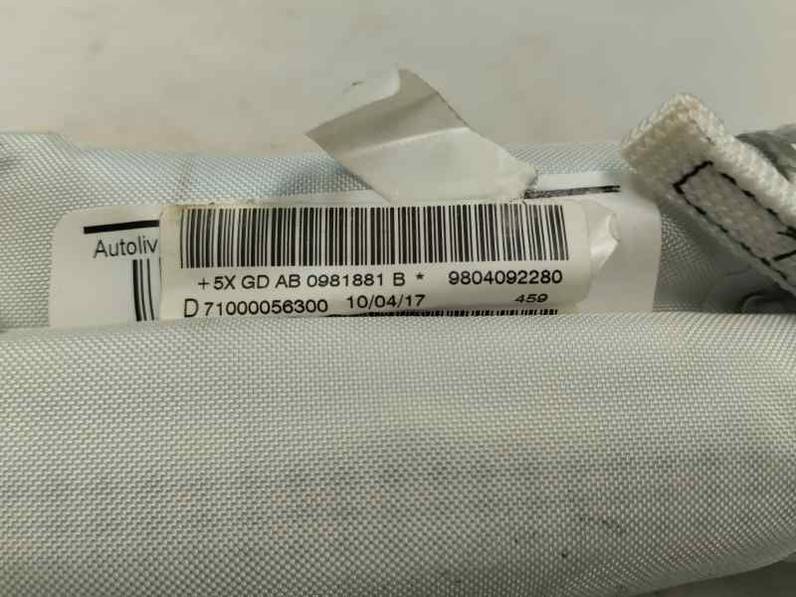 Autoliv
+ 5X GD AB 0981881 B * 9804092280
D 71000056300 10/04/17 459